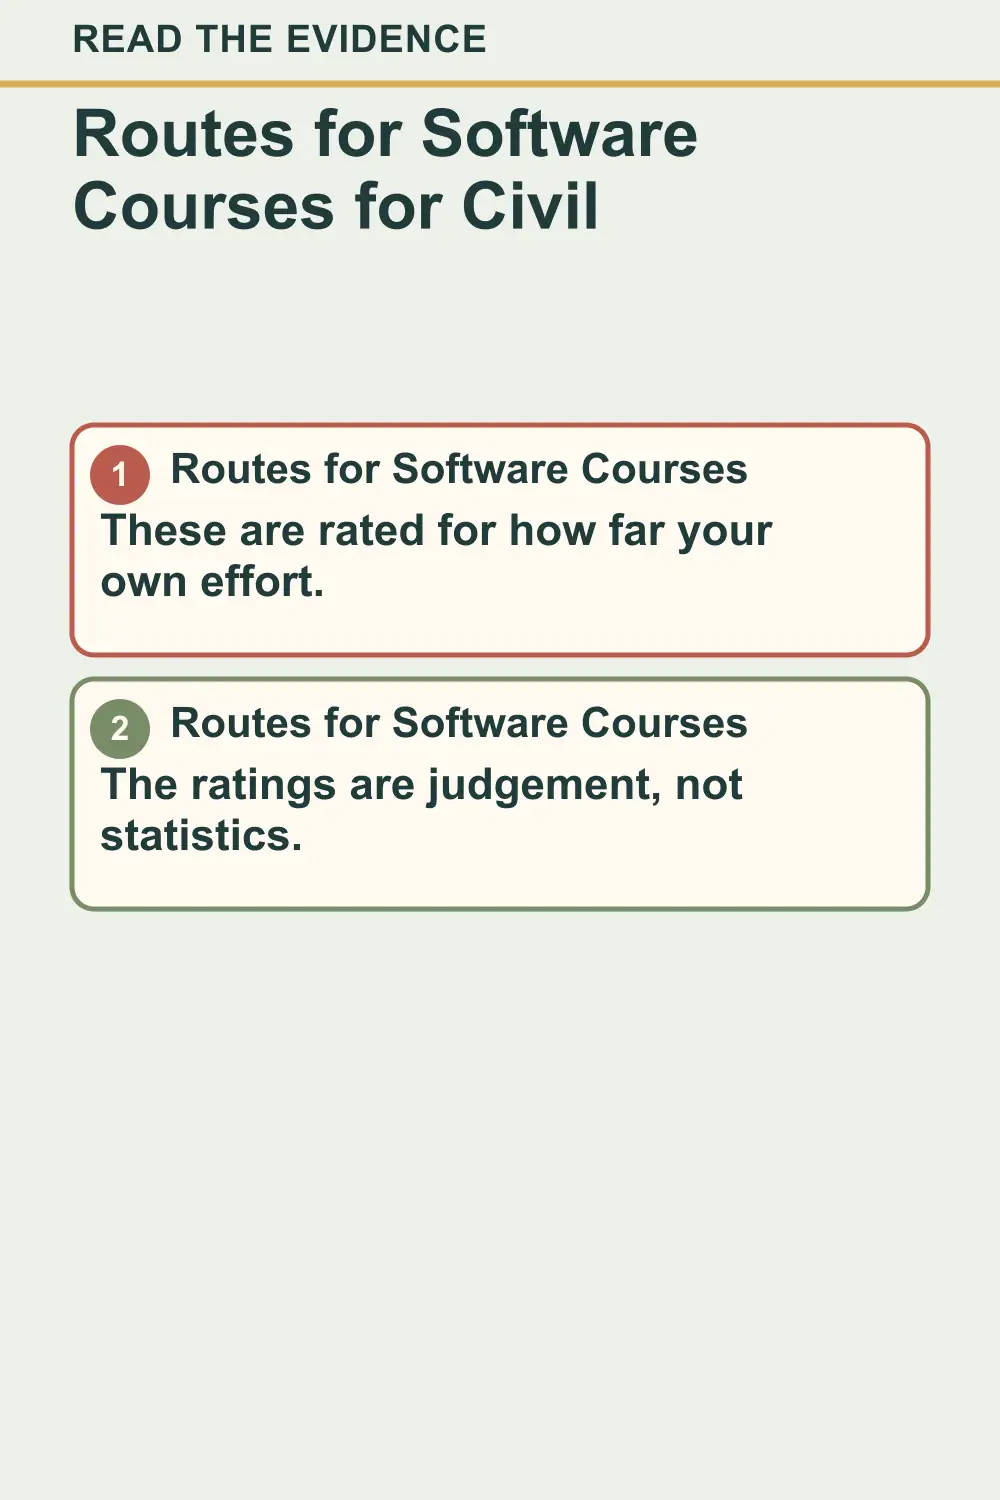 READ THE EVIDENCE
Routes for Software
Courses for Civil
1 Routes for Software Courses
These are rated for how far your
own effort.
2 Routes for Software Courses
The ratings are judgement, not
statistics.